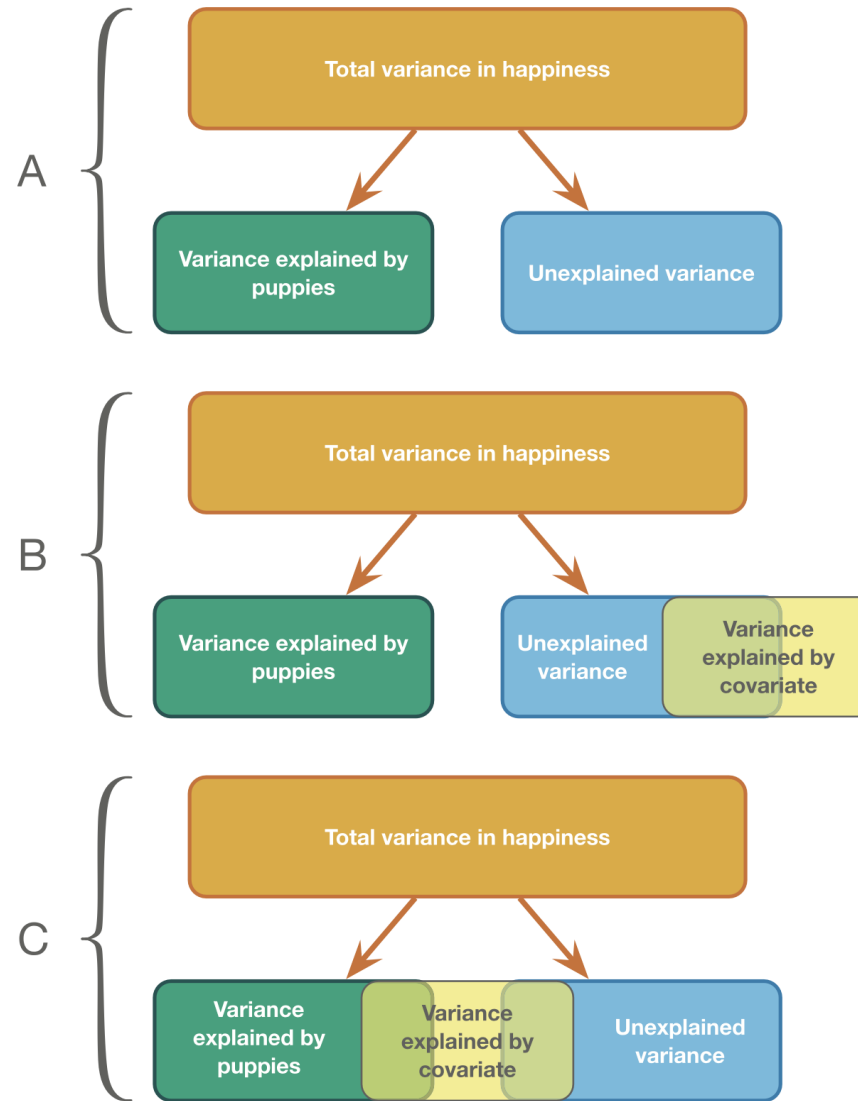 A
Total variance in happiness
Variance explained by
puppies
Unexplained variance
B
Total variance in happiness
Variance explained by
puppies
Unexplained
variance
Variance
explained by
covariate
C
Total variance in happiness
Variance
explained by
puppies
Variance
explained by
covariate
Unexplained
variance